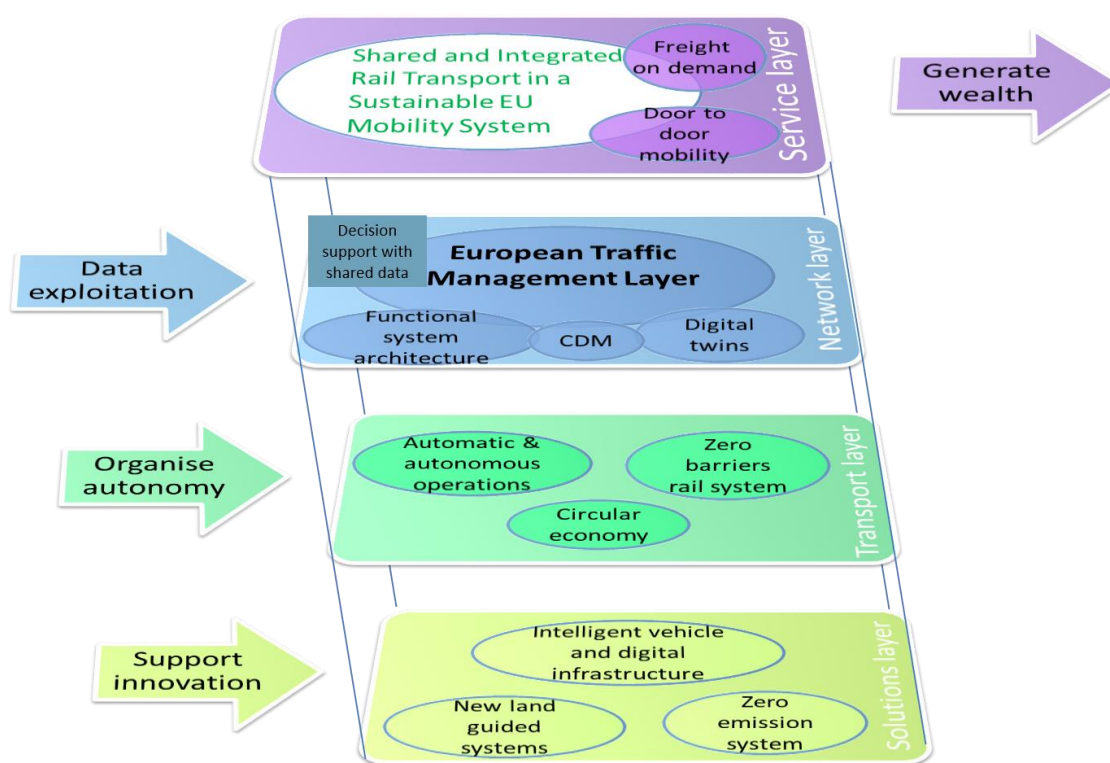 Shared and Integrated
Rail Transport in a
Sustainable EU
Mobility System
Freight
on demand
Door to
door
mobility
Service layer
Generate
wealth
Data
exploitation
Decision
support with
shared data
European Traffic
Management Layer
Functional
system
architecture
CDM
Digital
twins
Network layer
Organise
autonomy
Automatic &
autonomous
operations
Zero
barriers
rail system
Circular
economy
Transport layer
Support
innovation
Intelligent vehicle
and digital
infrastructure
New land
guided
systems
Zero
emission
system
Solutions layer